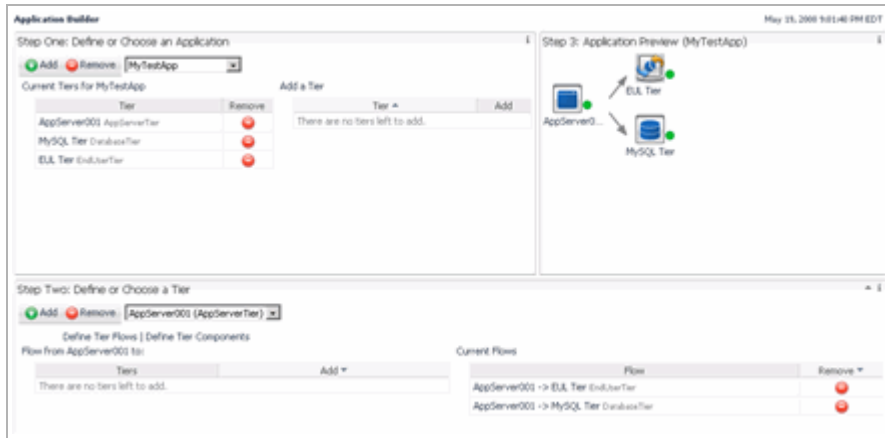 Application Builder
May 19, 2008 9:01:40 PM EDT
Step One: Define or Choose an Application
i
Add Remove MyTestApp
Current Tiers for MyTestApp
Add a Tier
Tier Remove
AppServer001 AppServerTier
MySQL Tier DatabaseTier
EUL Tier EndUserTier
Tier Add
There are no tiers left to add.
Step 3: Application Preview (MyTestApp)
i
EUL Tier
AppServer0...
MySQL Tier
Step Two: Define or Choose a Tier
i
Add Remove AppServer001 (AppServerTier)
Define Tier Flows | Define Tier Components
Flow from AppServer001 to:
Tiers Add
There are no tiers left to add.
Current Flows
Flow Remove
AppServer001 -> EUL Tier EndUserTier
AppServer001 -> MySQL Tier DatabaseTier